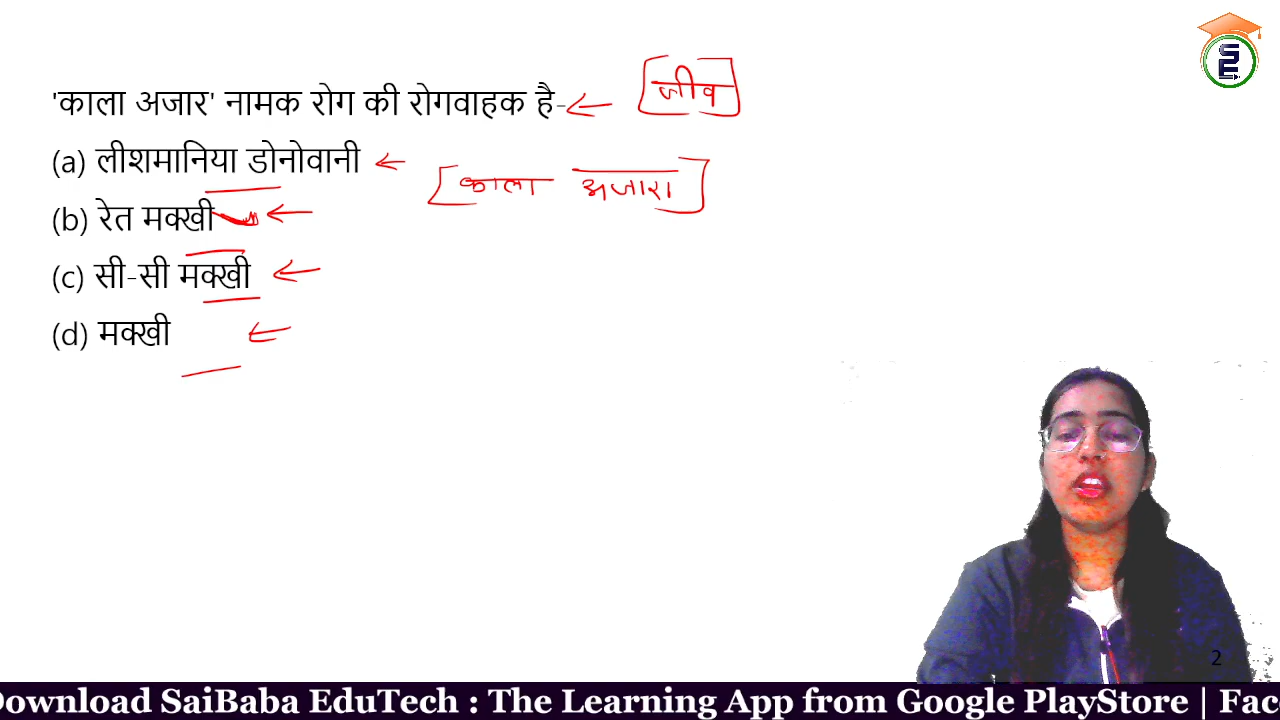 'काला अजार' नामक रोग की रोगवाहक है-
जीव
(a) लीशमानिया डोनोवानी
काला अजारा
(b) रेत मक्खी
(c) सी-सी मक्खी
(d) मक्खी
2
Download SaiBaba EduTech : The Learning App from Google PlayStore | Fac